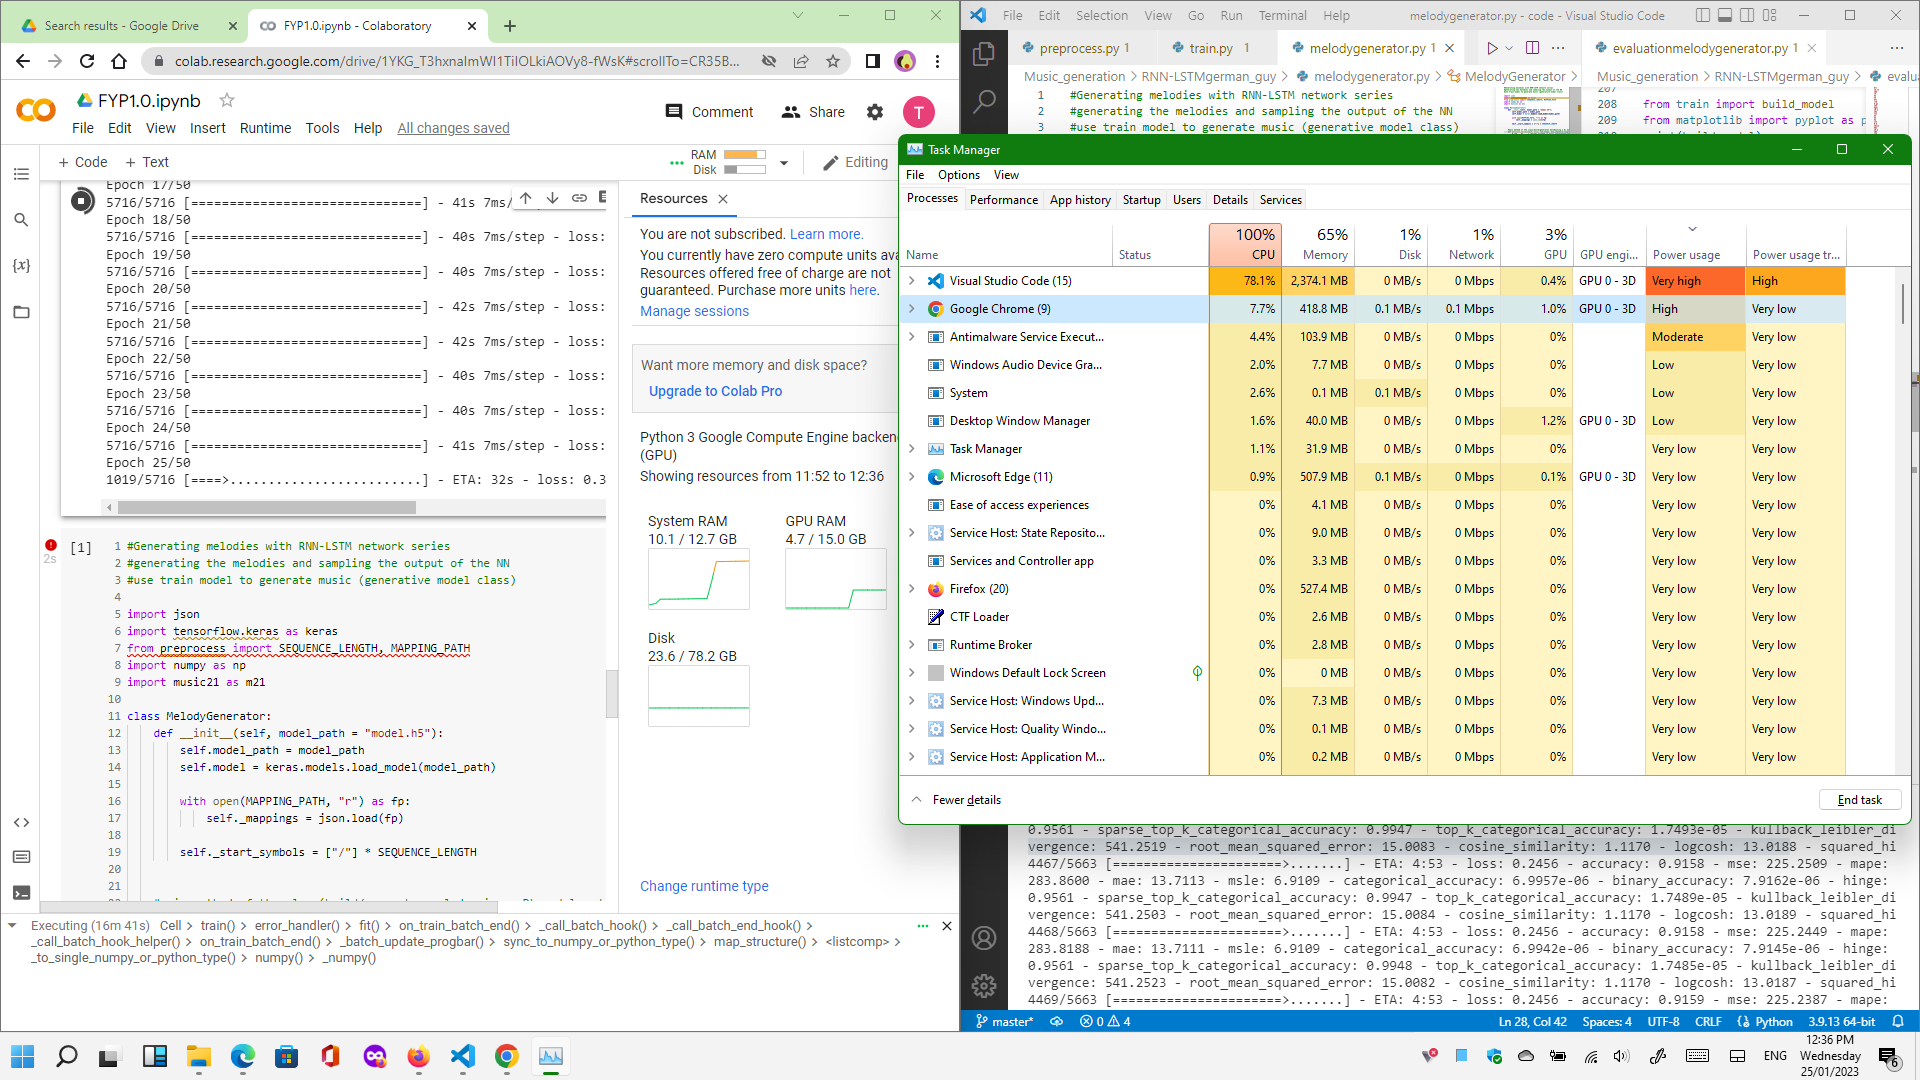 Search results - Google Drive
FYP1.0.ipynb - Colaboratory
colab.research.google.com/drive/1YKG_T3hxnaImWI1TiIOLkiAOVy8-fWsK#scrollTo=CR35B...
FYP1.0.ipynb
Comment
Share
T
File Edit View Insert Runtime Tools Help All changes saved
+ Code + Text
RAM
Disk
Editing
Epoch 17/50
5716/5716 [==============================] - 41s 7ms/
Epoch 18/50
5716/5716 [==============================] - 40s 7ms/step - loss:
Epoch 19/50
5716/5716 [==============================] - 40s 7ms/step - loss:
Epoch 20/50
5716/5716 [==============================] - 42s 7ms/step - loss:
Epoch 21/50
5716/5716 [==============================] - 42s 7ms/step - loss:
Epoch 22/50
5716/5716 [==============================] - 40s 7ms/step - loss:
Epoch 23/50
5716/5716 [==============================] - 40s 7ms/step - loss:
Epoch 24/50
5716/5716 [==============================] - 41s 7ms/step - loss:
Epoch 25/50
1019/5716 [====>.........................] - ETA: 32s - loss: 0.3
2s
[1]
1 #Generating melodies with RNN-LSTM network series
2 #generating the melodies and sampling the output of the NN
3 #use train model to generate music (generative model class)
4
5 import json
6 import tensorflow.keras as keras
7 from preprocess import SEQUENCE_LENGTH, MAPPING_PATH
8 import numpy as np
9 import music21 as m21
10
11 class MelodyGenerator:
12 def __init__(self, model_path = "model.h5"):
13 self.model_path = model_path
14 self.model = keras.models.load_model(model_path)
15
16 with open(MAPPING_PATH, "r") as fp:
17 self._mappings = json.load(fp)
18
19 self._start_symbols = ["/"] * SEQUENCE_LENGTH
20
21
Resources
You are not subscribed. Learn more.
You currently have zero compute units ava
Resources offered free of charge are not
guaranteed. Purchase more units here.
Manage sessions
Want more memory and disk space?
Upgrade to Colab Pro
Python 3 Google Compute Engine backen
(GPU)
Showing resources from 11:52 to 12:36
System RAM
10.1 / 12.7 GB
GPU RAM
4.7 / 15.0 GB
Disk
23.6 / 78.2 GB
Change runtime type
Executing (16m 41s) Cell > train() > error_handler() > fit() > on_train_batch_end() > _call_batch_hook() > _call_batch_end_hook() >
_call_batch_hook_helper() > on_train_batch_end() > _batch_update_progbar() > sync_to_numpy_or_python_type() > map_structure() > <listcomp> >
_to_single_numpy_or_python_type() > numpy() > _numpy()
File Edit Selection View Go Run Terminal Help
melodygenerator.py - code - Visual Studio Code
preprocess.py 1
train.py 1
melodygenerator.py 1
evaluationmelodygenerator.py 1
Music_generation > RNN-LSTMgerman_guy > melodygenerator.py > MelodyGenerator >
Music_generation > RNN-LSTMgerman_guy > evalua
1 #Generating melodies with RNN-LSTM network series
2 #generating the melodies and sampling the output of the NN
3 #use train model to generate music (generative model class)
207
208 from train import build_model
209 from matplotlib import pyplot as p
Task Manager
File Options View
Processes Performance App history Startup Users Details Services
100% 65% 1% 1% 3%
Name Status CPU Memory Disk Network GPU GPU engi... Power usage Power usage tr...
Visual Studio Code (15) 78.1% 2,374.1 MB 0 MB/s 0 Mbps 0.4% GPU 0 - 3D Very high High
Google Chrome (9) 7.7% 418.8 MB 0.1 MB/s 0.1 Mbps 1.0% GPU 0 - 3D High Very low
Antimalware Service Execut... 4.4% 103.9 MB 0 MB/s 0 Mbps 0% Moderate Very low
Windows Audio Device Gra... 2.0% 7.7 MB 0 MB/s 0 Mbps 0% Low Very low
System 2.6% 0.1 MB 0.1 MB/s 0 Mbps 0% Low Very low
Desktop Window Manager 1.6% 40.0 MB 0 MB/s 0 Mbps 1.2% GPU 0 - 3D Low Very low
Task Manager 1.1% 31.9 MB 0 MB/s 0 Mbps 0% Very low Very low
Microsoft Edge (11) 0.9% 507.9 MB 0.1 MB/s 0 Mbps 0.1% GPU 0 - 3D Very low Very low
Ease of access experiences 0% 4.1 MB 0 MB/s 0 Mbps 0% Very low Very low
Service Host: State Reposito... 0% 9.0 MB 0 MB/s 0 Mbps 0% Very low Very low
Services and Controller app 0% 3.3 MB 0 MB/s 0 Mbps 0% Very low Very low
Firefox (20) 0% 527.4 MB 0 MB/s 0 Mbps 0% Very low Very low
CTF Loader 0% 2.6 MB 0 MB/s 0 Mbps 0% Very low Very low
Runtime Broker 0% 2.8 MB 0 MB/s 0 Mbps 0% Very low Very low
Windows Default Lock Screen 0% 0 MB 0 MB/s 0 Mbps 0% Very low Very low
Service Host: Windows Upd... 0% 7.3 MB 0 MB/s 0 Mbps 0% Very low Very low
Service Host: Quality Windo... 0% 0.1 MB 0 MB/s 0 Mbps 0% Very low Very low
Service Host: Application M... 0% 0.2 MB 0 MB/s 0 Mbps 0% Very low Very low
Fewer details
End task
0.9561 - sparse_top_k_categorical_accuracy: 0.9947 - top_k_categorical_accuracy: 1.7493e-05 - kullback_leibler_di
vergence: 541.2519 - root_mean_squared_error: 15.0083 - cosine_similarity: 1.1170 - logcosh: 13.0188 - squared_hi
4467/5663 [======================>.......] - ETA: 4:53 - loss: 0.2456 - accuracy: 0.9158 - mse: 225.2509 - mape:
283.8600 - mae: 13.7113 - msle: 6.9109 - categorical_accuracy: 6.9957e-06 - binary_accuracy: 7.9162e-06 - hinge:
0.9561 - sparse_top_k_categorical_accuracy: 0.9947 - top_k_categorical_accuracy: 1.7489e-05 - kullback_leibler_di
vergence: 541.2503 - root_mean_squared_error: 15.0084 - cosine_similarity: 1.1170 - logcosh: 13.0189 - squared_hi
4468/5663 [======================>.......] - ETA: 4:53 - loss: 0.2456 - accuracy: 0.9158 - mse: 225.2449 - mape:
283.8188 - mae: 13.7111 - msle: 6.9109 - categorical_accuracy: 6.9942e-06 - binary_accuracy: 7.9145e-06 - hinge:
0.9561 - sparse_top_k_categorical_accuracy: 0.9948 - top_k_categorical_accuracy: 1.7485e-05 - kullback_leibler_di
vergence: 541.2523 - root_mean_squared_error: 15.0082 - cosine_similarity: 1.1170 - logcosh: 13.0187 - squared_hi
4469/5663 [======================>.......] - ETA: 4:53 - loss: 0.2456 - accuracy: 0.9159 - mse: 225.2387 - mape:
master* 0 4 Ln 28, Col 42 Spaces: 4 UTF-8 CRLF Python 3.9.13 64-bit
ENG
12:36 PM
Wednesday
25/01/2023
6